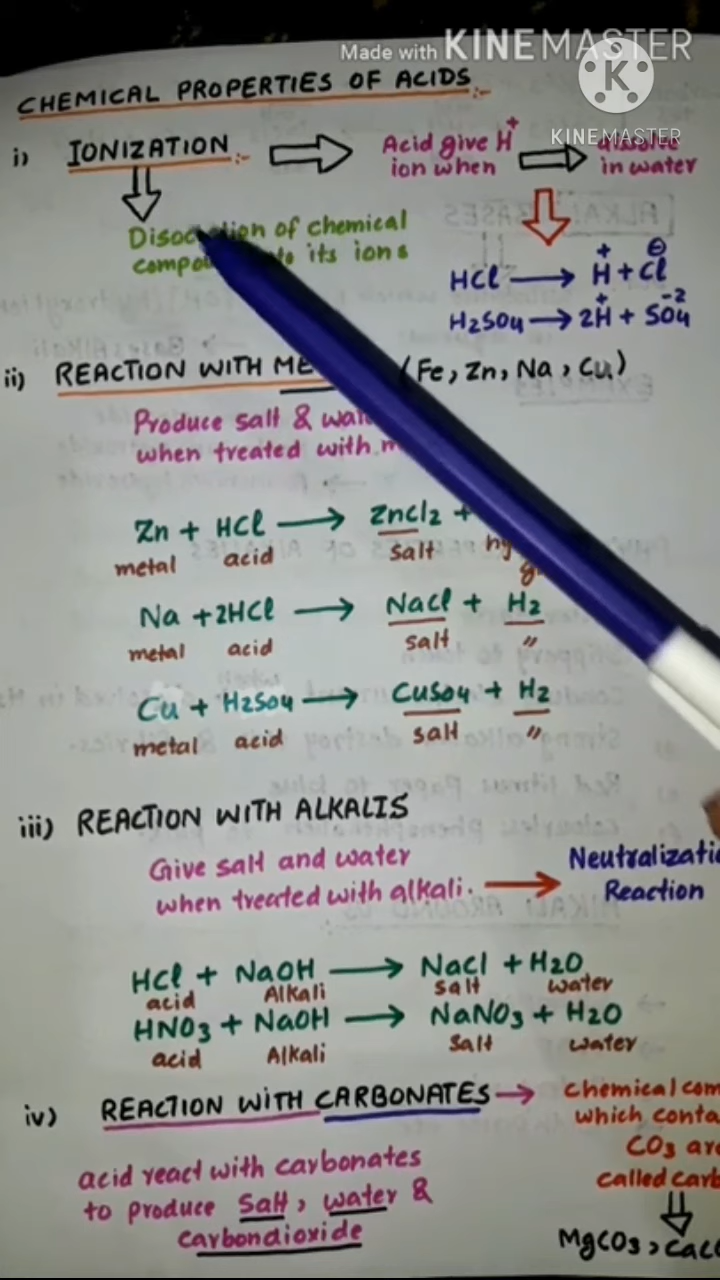 Made with KINEMASTER
K
KINEMASTER
CHEMICAL PROPERTIES OF ACIDS:-
i) IONIZATION:- Acid give H+
ion when
in water
of chemical
its ions
HCl → H+ + Cl⊖
H2SO4 → 2H+ + SO4-2
ii) REACTION WITH (Fe, Zn, Na, Cu)
Produce salt &
when treated with
Zn + HCl → ZnCl2 +
metal acid salt
Na + 2HCl → NaCl + H2
metal acid salt "
Cu + H2SO4 → CuSO4 + H2
metal acid salt "
iii) REACTION WITH ALKALIS
Give salt and water
when treated with alkali. → Neutralizatio
Reaction
HCl + NaOH → NaCl + H2O
acid Alkali salt water
HNO3 + NaOH → NaNO3 + H2O
acid Alkali Salt water
iv) REACTION WITH CARBONATES → Chemical com
which conta
CO3 are
called carb
acid react with carbonates
to produce Salt, water &
carbondioxide
MgCO3, CaC